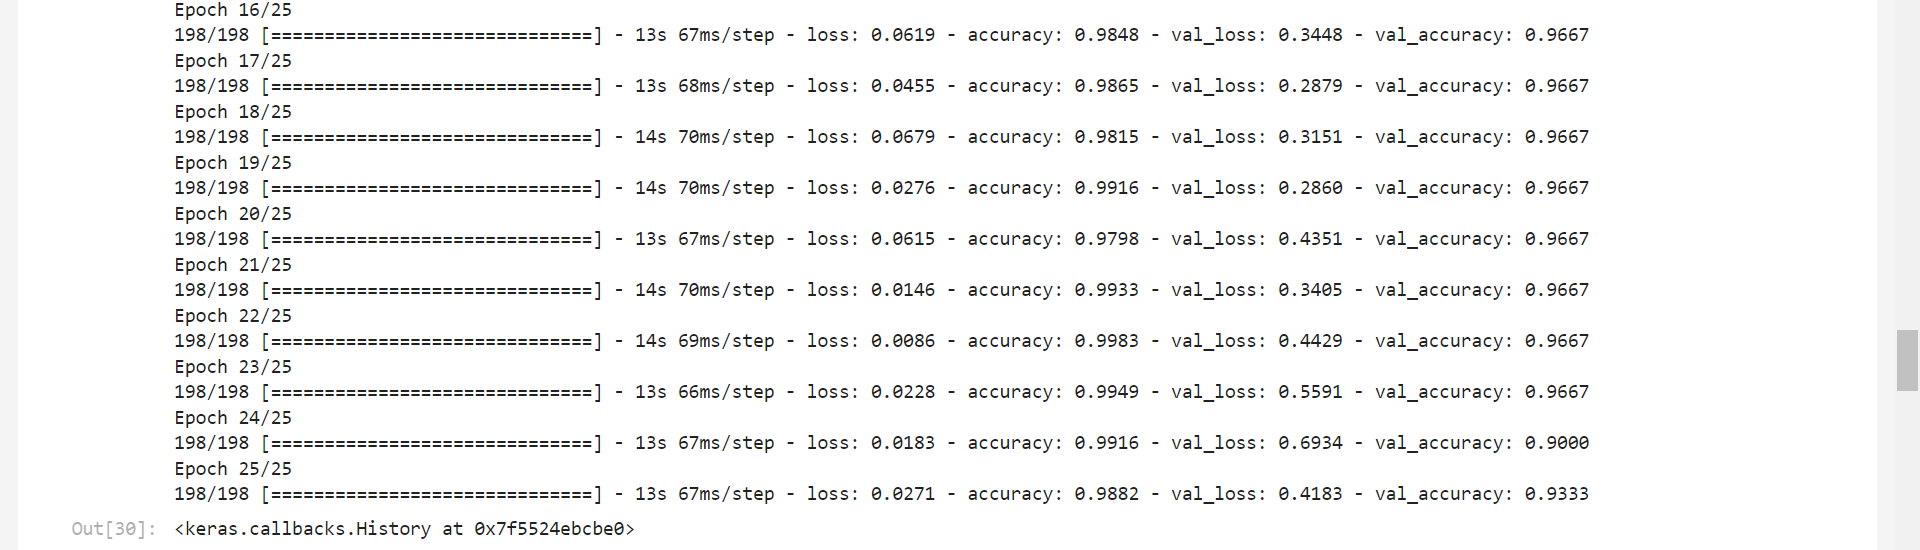 Epoch 16/25
198/198 [==============================] - 13s 67ms/step - loss: 0.0619 - accuracy: 0.9848 - val_loss: 0.3448 - val_accuracy: 0.9667
Epoch 17/25
198/198 [==============================] - 13s 68ms/step - loss: 0.0455 - accuracy: 0.9865 - val_loss: 0.2879 - val_accuracy: 0.9667
Epoch 18/25
198/198 [==============================] - 14s 70ms/step - loss: 0.0679 - accuracy: 0.9815 - val_loss: 0.3151 - val_accuracy: 0.9667
Epoch 19/25
198/198 [==============================] - 14s 70ms/step - loss: 0.0276 - accuracy: 0.9916 - val_loss: 0.2860 - val_accuracy: 0.9667
Epoch 20/25
198/198 [==============================] - 13s 67ms/step - loss: 0.0615 - accuracy: 0.9798 - val_loss: 0.4351 - val_accuracy: 0.9667
Epoch 21/25
198/198 [==============================] - 14s 70ms/step - loss: 0.0146 - accuracy: 0.9933 - val_loss: 0.3405 - val_accuracy: 0.9667
Epoch 22/25
198/198 [==============================] - 14s 69ms/step - loss: 0.0086 - accuracy: 0.9983 - val_loss: 0.4429 - val_accuracy: 0.9667
Epoch 23/25
198/198 [==============================] - 13s 66ms/step - loss: 0.0228 - accuracy: 0.9949 - val_loss: 0.5591 - val_accuracy: 0.9667
Epoch 24/25
198/198 [==============================] - 13s 67ms/step - loss: 0.0183 - accuracy: 0.9916 - val_loss: 0.6934 - val_accuracy: 0.9000
Epoch 25/25
198/198 [==============================] - 13s 67ms/step - loss: 0.0271 - accuracy: 0.9882 - val_loss: 0.4183 - val_accuracy: 0.9333
Out[30]: <keras.callbacks.History at 0x7f5524ebcbe0>